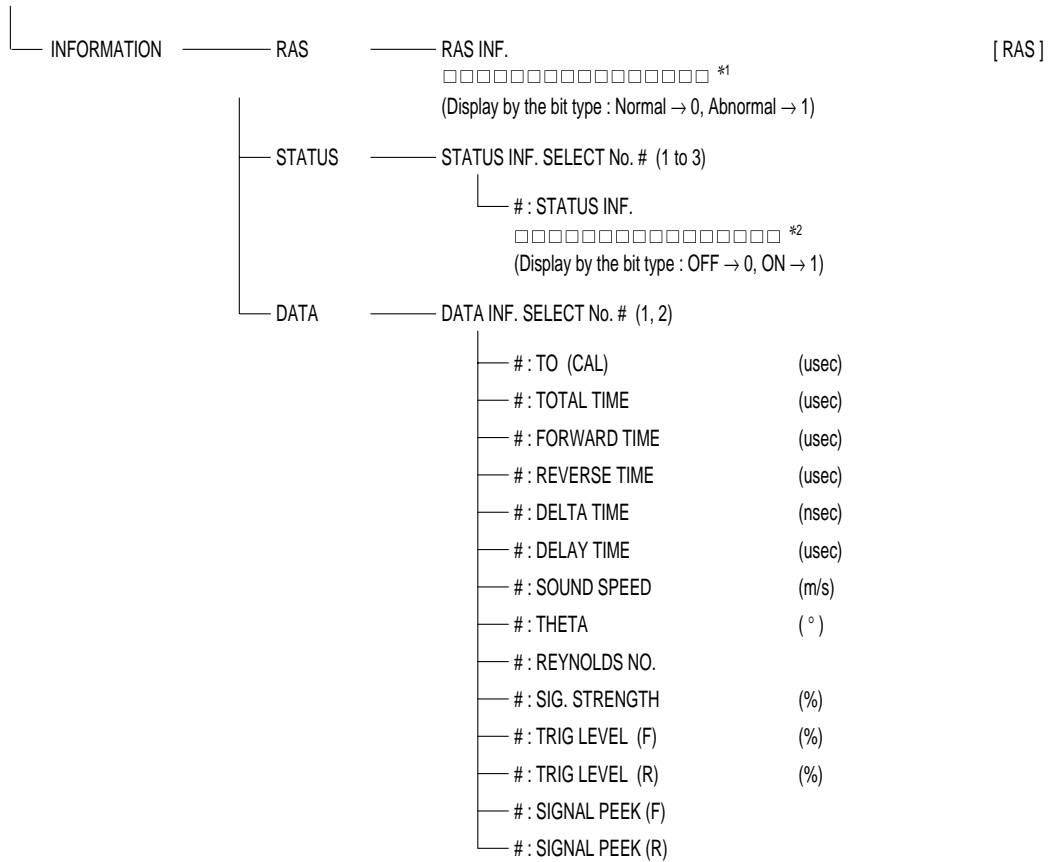 INFORMATION RAS RAS INF. [ RAS ]
□□□□□□□□□□□□□□□□ *1
(Display by the bit type : Normal → 0, Abnormal → 1)
STATUS STATUS INF. SELECT No. # (1 to 3)
# : STATUS INF.
□□□□□□□□□□□□□□□□ *2
(Display by the bit type : OFF → 0, ON → 1)
DATA DATA INF. SELECT No. # (1, 2)
# : TO (CAL) (usec)
# : TOTAL TIME (usec)
# : FORWARD TIME (usec)
# : REVERSE TIME (usec)
# : DELTA TIME (nsec)
# : DELAY TIME (usec)
# : SOUND SPEED (m/s)
# : THETA ( ° )
# : REYNOLDS NO.
# : SIG. STRENGTH (%)
# : TRIG LEVEL (F) (%)
# : TRIG LEVEL (R) (%)
# : SIGNAL PEEK (F)
# : SIGNAL PEEK (R)